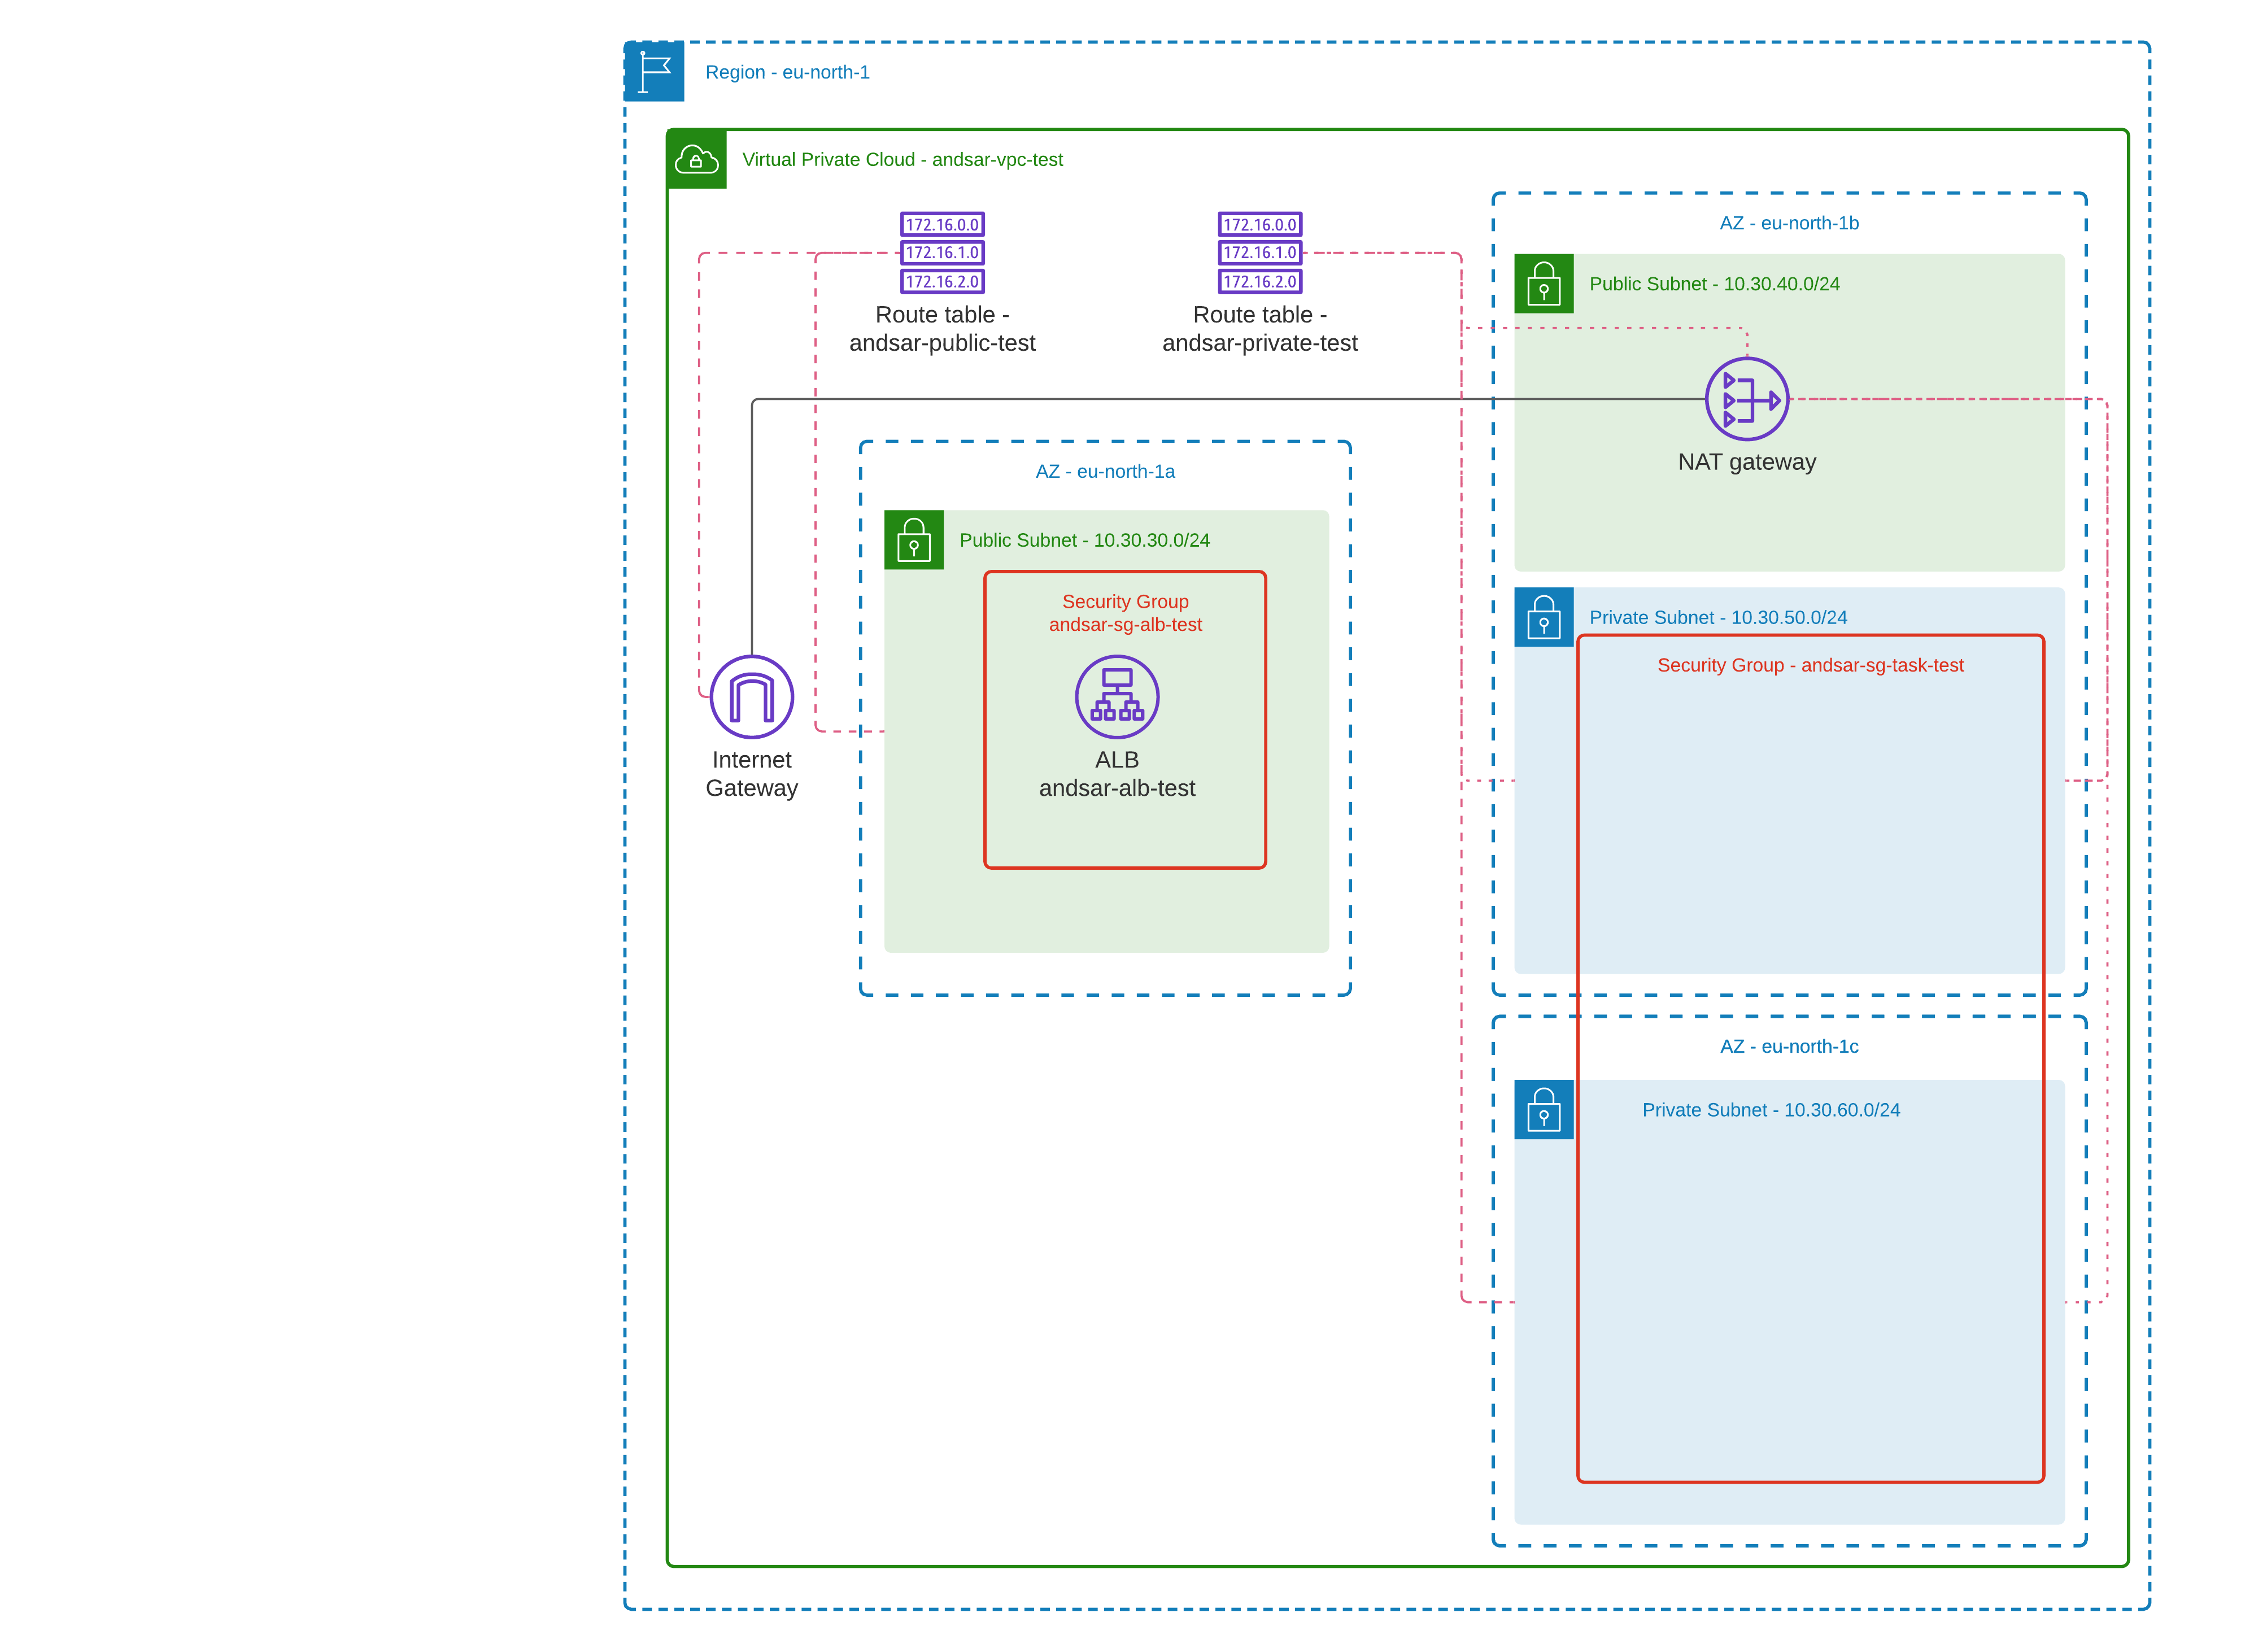 Region - eu-north-1
Virtual Private Cloud - andsar-vpc-test
172.16.0.0
172.16.1.0
172.16.2.0
Route table -
andsar-public-test
172.16.0.0
172.16.1.0
172.16.2.0
Route table -
andsar-private-test
AZ - eu-north-1b
Public Subnet - 10.30.40.0/24
NAT gateway
AZ - eu-north-1a
Public Subnet - 10.30.30.0/24
Security Group
andsar-sg-alb-test
ALB
andsar-alb-test
Internet
Gateway
Private Subnet - 10.30.50.0/24
Security Group - andsar-sg-task-test
AZ - eu-north-1c
Private Subnet - 10.30.60.0/24